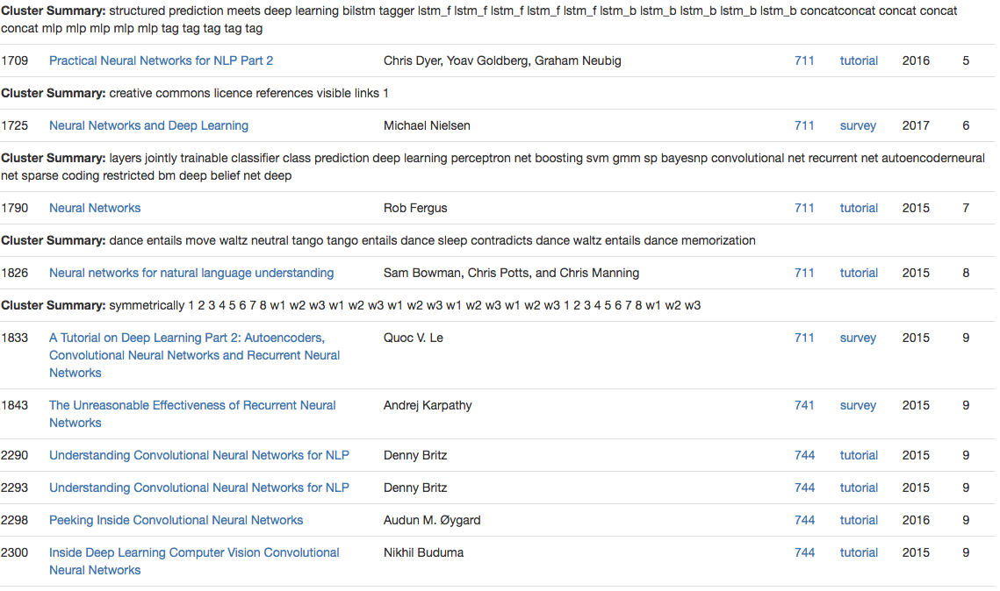 Cluster Summary: structured prediction meets deep learning bilstm tagger lstm_f lstm_f lstm_f lstm_f lstm_f lstm_b lstm_b lstm_b lstm_b lstm_b concatconcat concat concat
concat mlp mlp mlp mlp mlp tag tag tag tag tag
1709 Practical Neural Networks for NLP Part 2 Chris Dyer, Yoav Goldberg, Graham Neubig 711 tutorial 2016 5
Cluster Summary: creative commons licence references visible links 1
1725 Neural Networks and Deep Learning Michael Nielsen 711 survey 2017 6
Cluster Summary: layers jointly trainable classifier class prediction deep learning perceptron net boosting svm gmm sp bayesnp convolutional net recurrent net autoencoderneural
net sparse coding restricted bm deep belief net deep
1790 Neural Networks Rob Fergus 711 tutorial 2015 7
Cluster Summary: dance entails move waltz neutral tango tango entails dance sleep contradicts dance waltz entails dance memorization
1826 Neural networks for natural language understanding Sam Bowman, Chris Potts, and Chris Manning 711 tutorial 2015 8
Cluster Summary: symmetrically 1 2 3 4 5 6 7 8 w1 w2 w3 w1 w2 w3 w1 w2 w3 w1 w2 w3 w1 w2 w3 1 2 3 4 5 6 7 8 w1 w2 w3
1833 A Tutorial on Deep Learning Part 2: Autoencoders, Quoc V. Le 711 survey 2015 9
Convolutional Neural Networks and Recurrent Neural
Networks
1843 The Unreasonable Effectiveness of Recurrent Neural Andrej Karpathy 741 survey 2015 9
Networks
2290 Understanding Convolutional Neural Networks for NLP Denny Britz 744 tutorial 2015 9
2293 Understanding Convolutional Neural Networks for NLP Denny Britz 744 tutorial 2015 9
2298 Peeking Inside Convolutional Neural Networks Audun M. Øygard 744 tutorial 2016 9
2300 Inside Deep Learning Computer Vision Convolutional Nikhil Buduma 744 tutorial 2015 9
Neural Networks